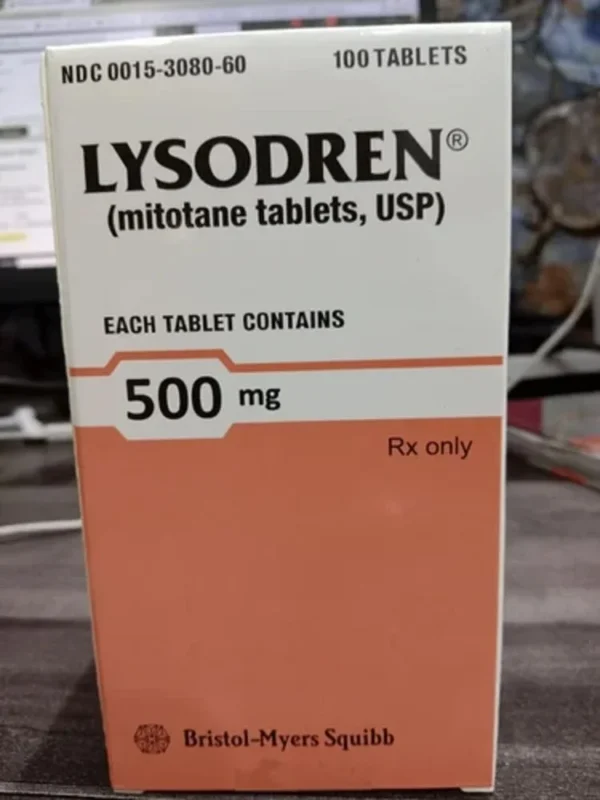 NDC 0015-3080-60 100 TABLETS
LYSODREN®
(mitotane tablets, USP)
EACH TABLET CONTAINS
500 mg
Rx only
Bristol-Myers Squibb